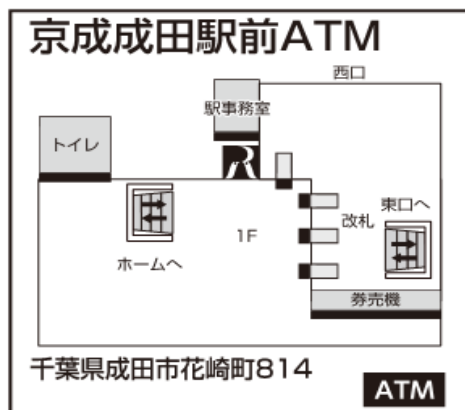 京成成田駅前ATM
西口
駅事務室
トイレ
東口へ
改札
1F
ホームへ
券売機
千葉県成田市花崎町814
ATM